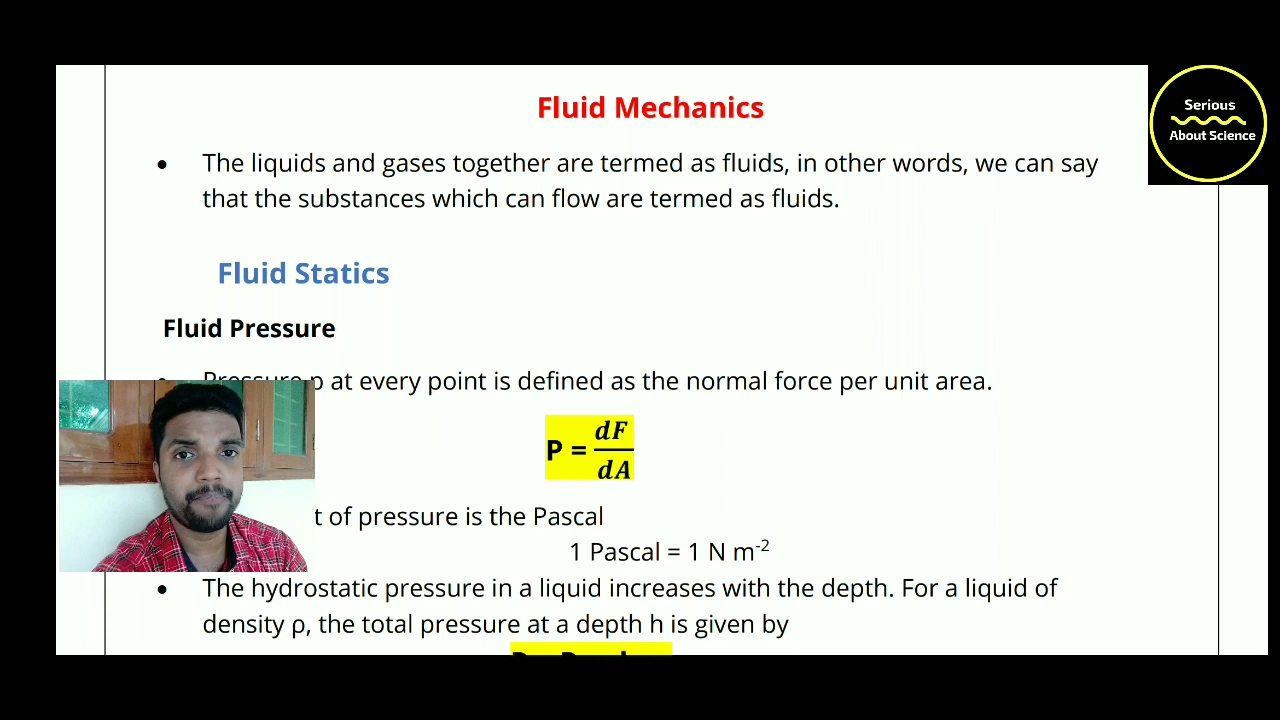 Fluid Mechanics
Serious
About Science
• The liquids and gases together are termed as fluids, in other words, we can say
that the substances which can flow are termed as fluids.
Fluid Statics
Fluid Pressure
p at every point is defined as the normal force per unit area.
P = dF/dA
t of pressure is the Pascal
1 Pascal = 1 N m⁻²
• The hydrostatic pressure in a liquid increases with the depth. For a liquid of
density ρ, the total pressure at a depth h is given by